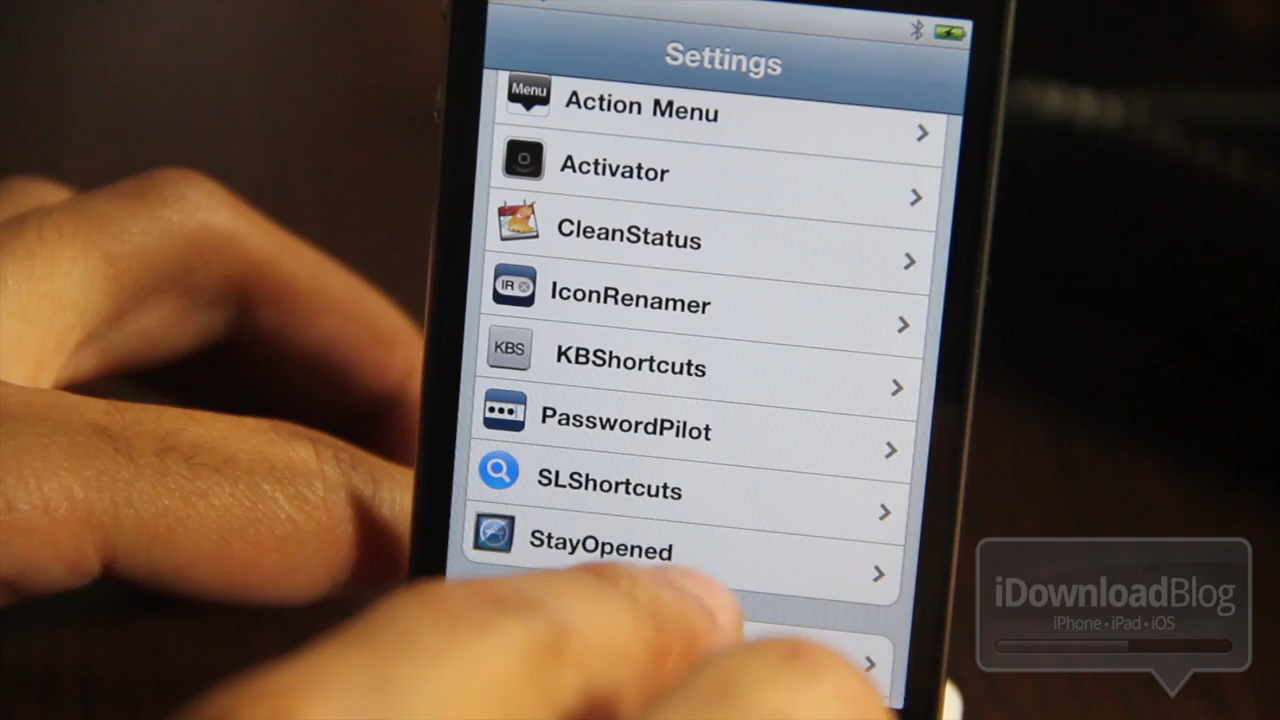 Settings
Menu
Action Menu
Activator
CleanStatus
IR
IconRenamer
KBS
KBShortcuts
PasswordPilot
SLShortcuts
StayOpened
iDownloadBlog
iPhone • iPad • iOS